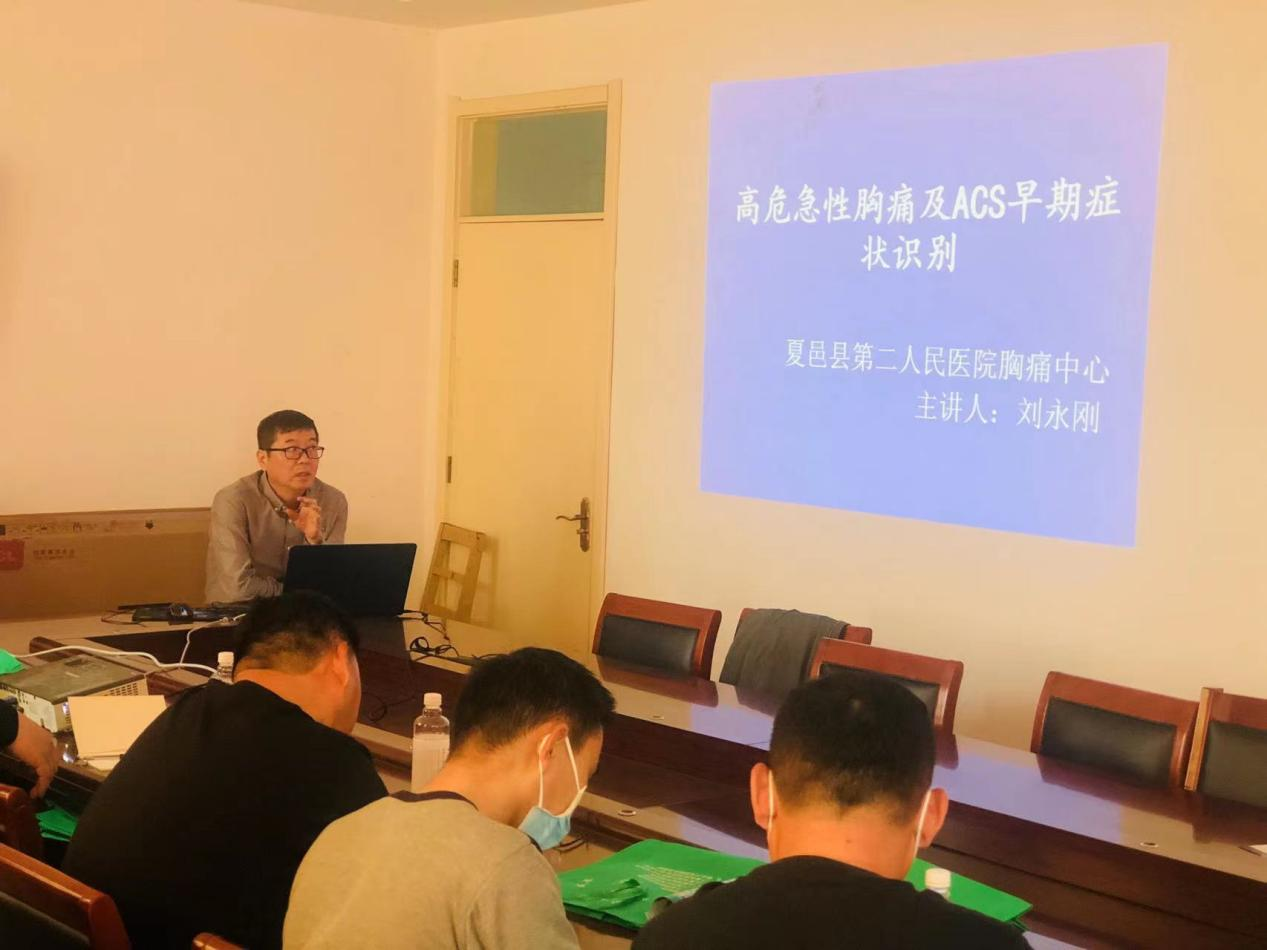 高危急性胸痛及ACS早期症
状识别
夏邑县第二人民医院胸痛中心
主讲人：刘永刚